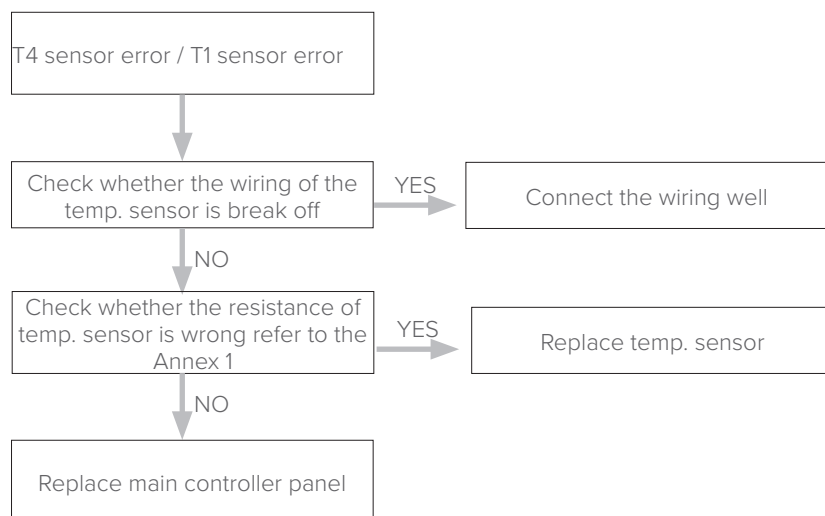 T4 sensor error / T1 sensor error
Check whether the wiring of the
temp. sensor is break off
YES
Connect the wiring well
NO
Check whether the resistance of
temp. sensor is wrong refer to the
Annex 1
YES
Replace temp. sensor
NO
Replace main controller panel